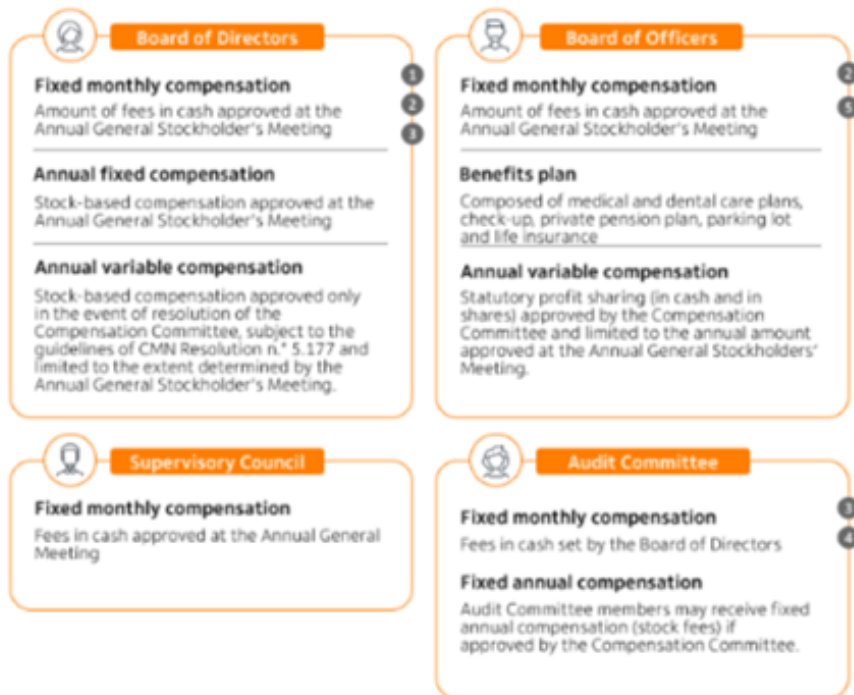 Board of Directors
Fixed monthly compensation
Amount of fees in cash approved at the
Annual General Stockholder's Meeting
1
2
3
Annual fixed compensation
Stock-based compensation approved at the
Annual General Stockholder's Meeting
Annual variable compensation
Stock-based compensation approved only
in the event of resolution of the
Compensation Committee, subject to the
guidelines of CMN Resolution n.° 5.177 and
limited to the extent determined by the
Annual General Stockholder's Meeting.
Board of Officers
Fixed monthly compensation
Amount of fees in cash approved at the
Annual General Stockholder's Meeting
2
5
Benefits plan
Composed of medical and dental care plans,
check-up, private pension plan, parking lot
and life insurance
Annual variable compensation
Statutory profit sharing (in cash and in
shares) approved by the Compensation
Committee and limited to the annual amount
approved at the Annual General Stockholders'
Meeting.
Supervisory Council
Fixed monthly compensation
Fees in cash approved at the Annual General
Meeting
Audit Committee
Fixed monthly compensation
Fees in cash set by the Board of Directors
3
4
Fixed annual compensation
Audit Committee members may receive fixed
annual compensation (stock fees) if
approved by the Compensation Committee.